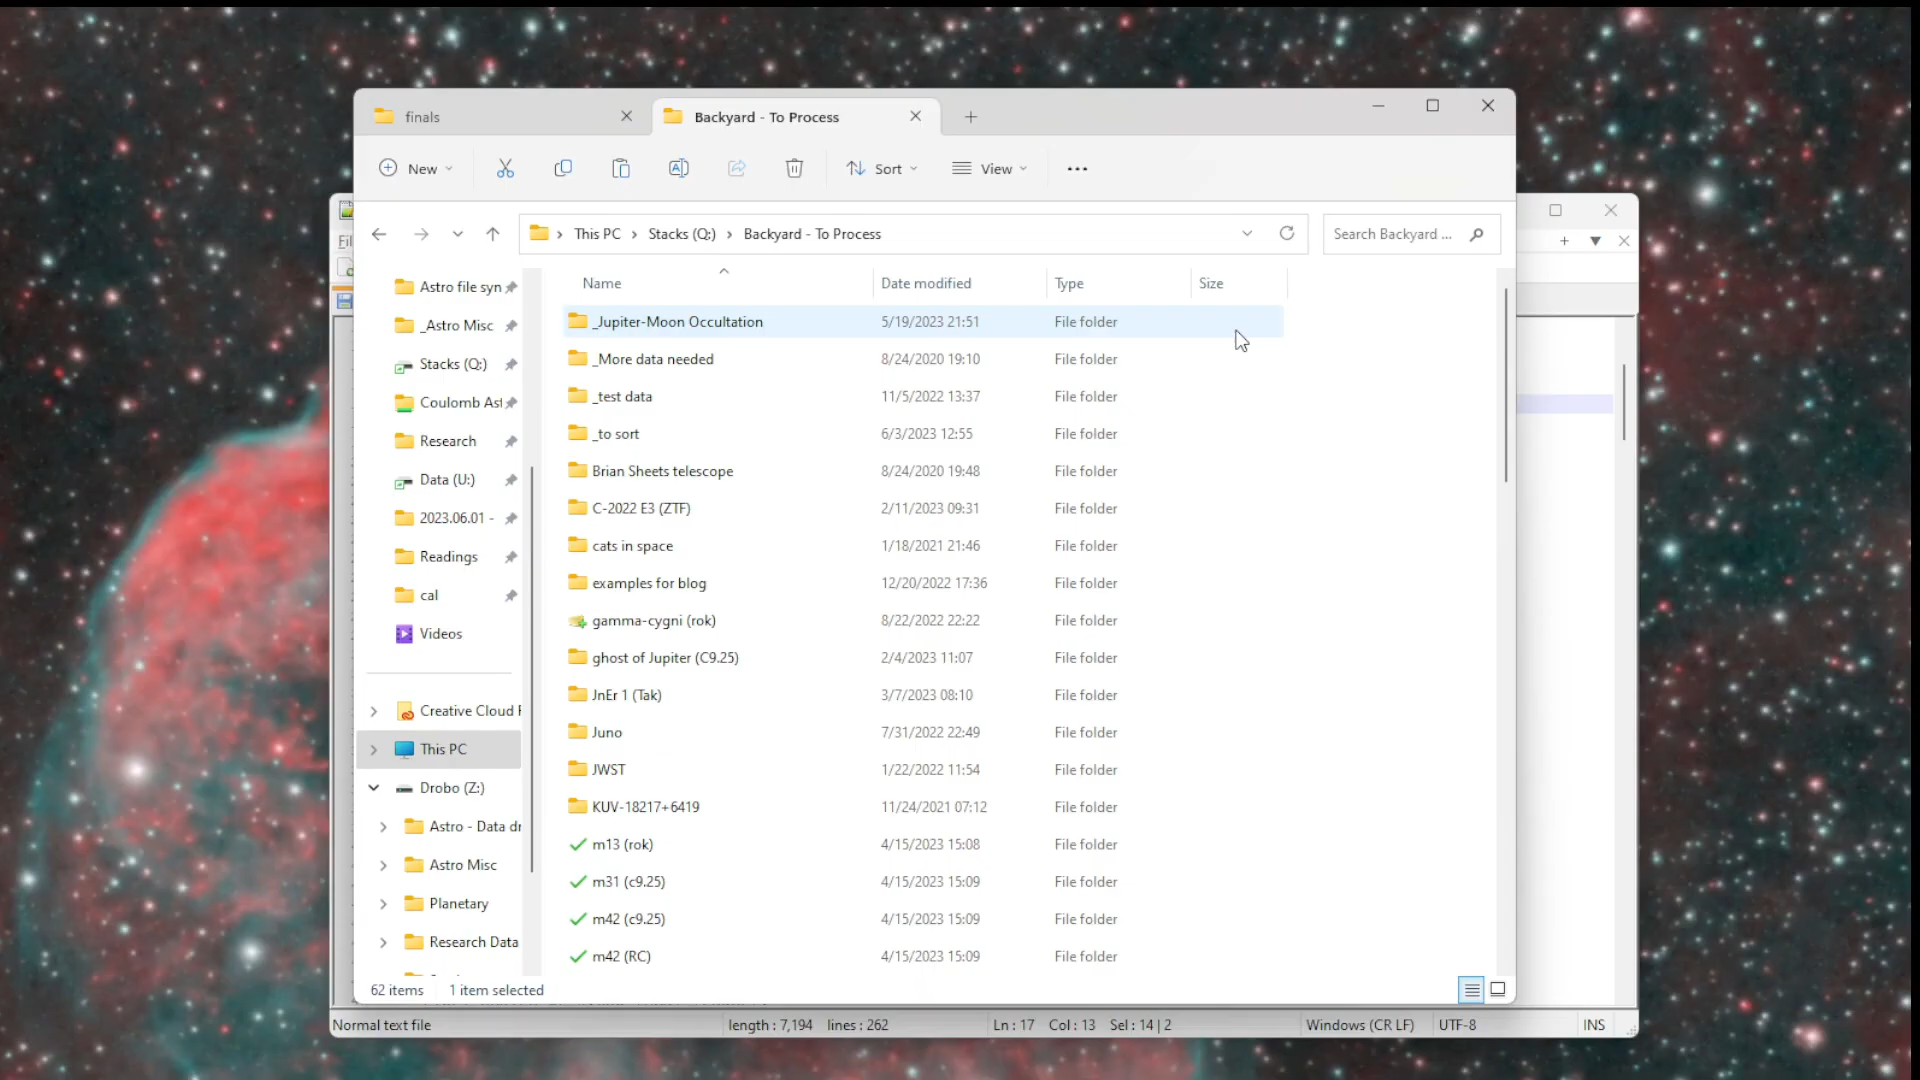 finals
Backyard - To Process
New
Sort
View
This PC
Stacks (Q:)
Backyard - To Process
Search Backyard ...
Fil
Name Date modified Type Size
Astro file syn
_Astro Misc
Stacks (Q:)
Coulomb Ast
Research
Data (U:)
2023.06.01 -
Readings
cal
Videos
Creative Cloud F
This PC
Drobo (Z:)
Astro - Data dr
Astro Misc
Planetary
Research Data
_Jupiter-Moon Occultation 5/19/2023 21:51 File folder
_More data needed 8/24/2020 19:10 File folder
_test data 11/5/2022 13:37 File folder
_to sort 6/3/2023 12:55 File folder
Brian Sheets telescope 8/24/2020 19:48 File folder
C-2022 E3 (ZTF) 2/11/2023 09:31 File folder
cats in space 1/18/2021 21:46 File folder
examples for blog 12/20/2022 17:36 File folder
gamma-cygni (rok) 8/22/2022 22:22 File folder
ghost of Jupiter (C9.25) 2/4/2023 11:07 File folder
JnEr 1 (Tak) 3/7/2023 08:10 File folder
Juno 7/31/2022 22:49 File folder
JWST 1/22/2022 11:54 File folder
KUV-18217+6419 11/24/2021 07:12 File folder
m13 (rok) 4/15/2023 15:08 File folder
m31 (c9.25) 4/15/2023 15:09 File folder
m42 (c9.25) 4/15/2023 15:09 File folder
m42 (RC) 4/15/2023 15:09 File folder
62 items 1 item selected
Normal text file length : 7,194 lines : 262 Ln : 17 Col : 13 Sel : 14 | 2 Windows (CR LF) UTF-8 INS